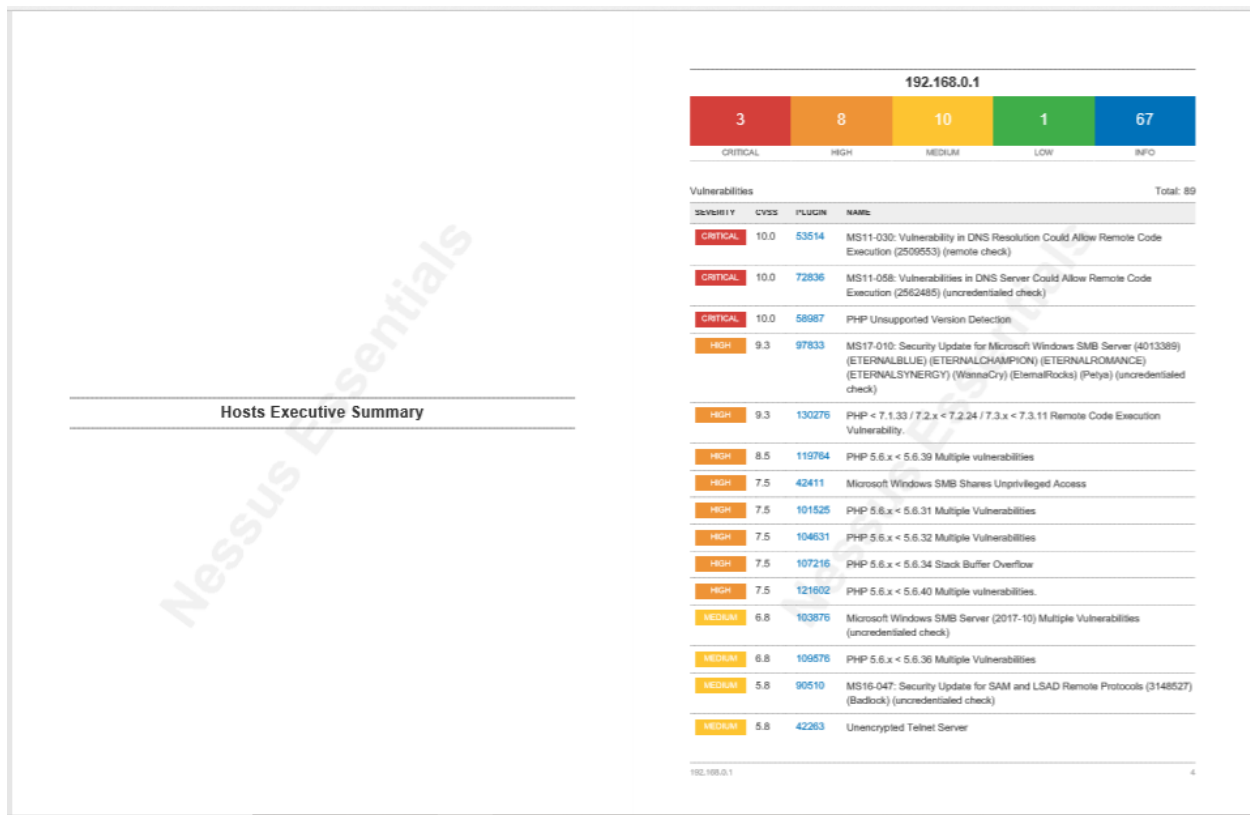 Hosts Executive Summary
Nessus Essentials
192.168.0.1
3 8 10 1 67
CRITICAL HIGH MEDIUM LOW INFO
Vulnerabilities Total: 89
SEVERITY CVSS PLUGIN NAME
CRITICAL 10.0 53514 MS11-030: Vulnerability in DNS Resolution Could Allow Remote Code
Execution (2509553) (remote check)
CRITICAL 10.0 72836 MS11-058: Vulnerabilities in DNS Server Could Allow Remote Code
Execution (2562485) (uncredentialed check)
CRITICAL 10.0 58987 PHP Unsupported Version Detection
HIGH 9.3 97833 MS17-010: Security Update for Microsoft Windows SMB Server (4013389)
(ETERNALBLUE) (ETERNALCHAMPION) (ETERNALROMANCE)
(ETERNALSYNERGY) (WannaCry) (EternalRocks) (Petya) (uncredentialed
check)
HIGH 9.3 130276 PHP < 7.1.33 / 7.2.x < 7.2.24 / 7.3.x < 7.3.11 Remote Code Execution
Vulnerability.
HIGH 8.5 119764 PHP 5.6.x < 5.6.39 Multiple vulnerabilities
HIGH 7.5 42411 Microsoft Windows SMB Shares Unprivileged Access
HIGH 7.5 101525 PHP 5.6.x < 5.6.31 Multiple Vulnerabilities
HIGH 7.5 104631 PHP 5.6.x < 5.6.32 Multiple Vulnerabilities
HIGH 7.5 107216 PHP 5.6.x < 5.6.34 Stack Buffer Overflow
HIGH 7.5 121602 PHP 5.6.x < 5.6.40 Multiple vulnerabilities.
MEDIUM 6.8 103876 Microsoft Windows SMB Server (2017-10) Multiple Vulnerabilities
(uncredentialed check)
MEDIUM 6.8 109576 PHP 5.6.x < 5.6.36 Multiple Vulnerabilities
MEDIUM 5.8 90510 MS16-047: Security Update for SAM and LSAD Remote Protocols (3148527)
(Badlock) (uncredentialed check)
MEDIUM 5.8 42263 Unencrypted Telnet Server
192.168.0.1 4
Nessus Essentials